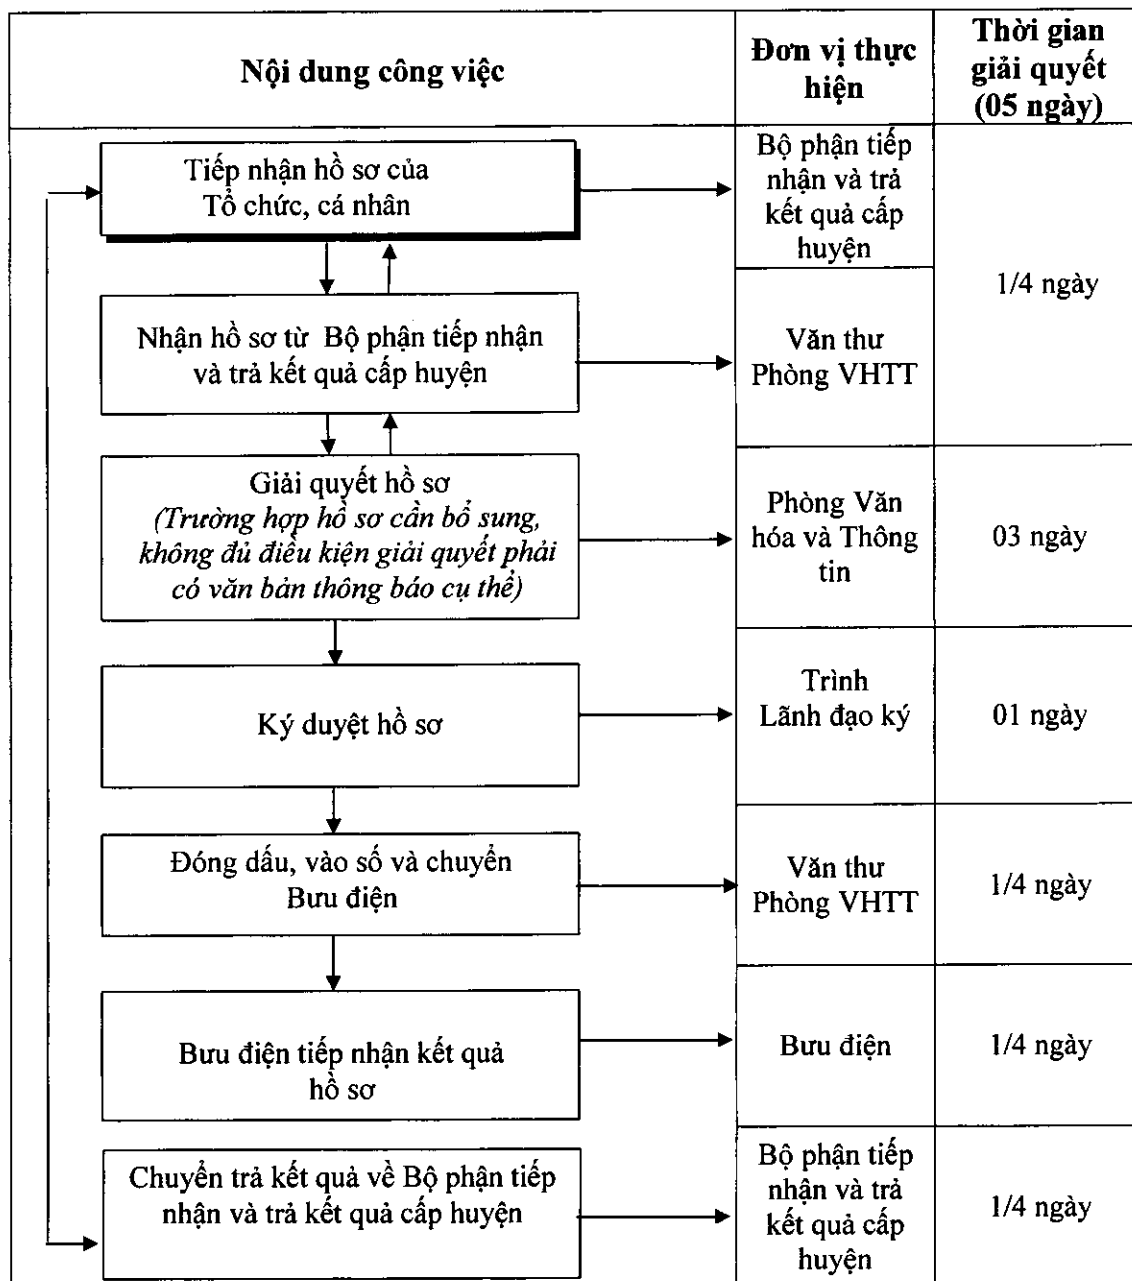 Nội dung công việc
Đơn vị thực
hiện
Thời gian
giải quyết
(05 ngày)
Tiếp nhận hồ sơ của
Tổ chức, cá nhân
Bộ phận tiếp
nhận và trả
kết quả cấp
huyện
1/4 ngày
Nhận hồ sơ từ Bộ phận tiếp nhận
và trả kết quả cấp huyện
Văn thư
Phòng VHTT
Giải quyết hồ sơ
(Trường hợp hồ sơ cần bổ sung,
không đủ điều kiện giải quyết phải
có văn bản thông báo cụ thể)
Phòng Văn
hóa và Thông
tin
03 ngày
Ký duyệt hồ sơ
Trình
Lãnh đạo ký
01 ngày
Đóng dấu, vào số và chuyển
Bưu điện
Văn thư
Phòng VHTT
1/4 ngày
Bưu điện tiếp nhận kết quả
hồ sơ
Bưu điện
1/4 ngày
Chuyển trả kết quả về Bộ phận tiếp
nhận và trả kết quả cấp huyện
Bộ phận tiếp
nhận và trả
kết quả cấp
huyện
1/4 ngày